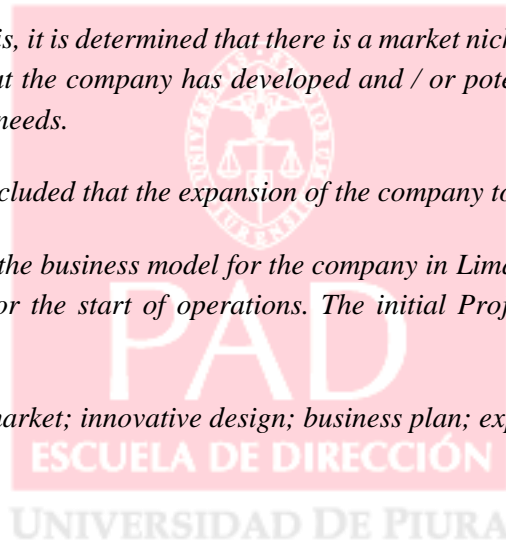 is, it is determined that there is a market nich
at the company has developed and / or pote
needs.
cluded that the expansion of the company to
the business model for the company in Lima
or the start of operations. The initial Prof
market; innovative design; business plan; exp
PAD
ESCUELA DE DIRECCIÓN
UNIVERSIDAD DE PIURA